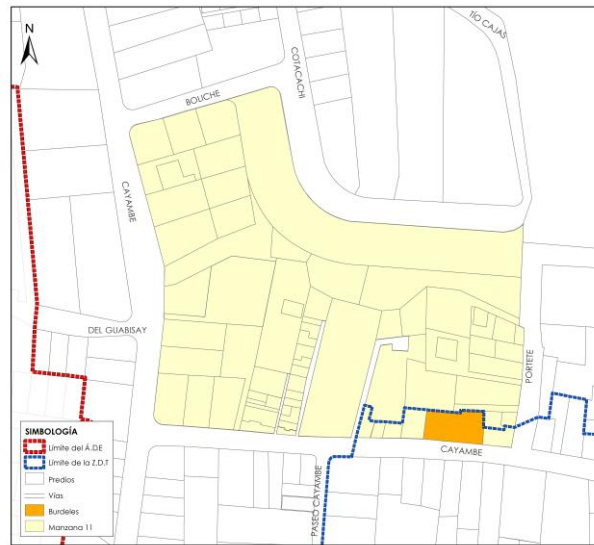 N
TÍO CAJAS
COTACACHI
BOLICHE
CAYAMBE
DEL GUABISAY
PORTETE
CAYAMBE
PASEO CAYAMBE
SIMBOLOGÍA
Límite del Á.D.E
Límite de la Z.D.T
Predios
Vías
Burdeles
Manzana 11